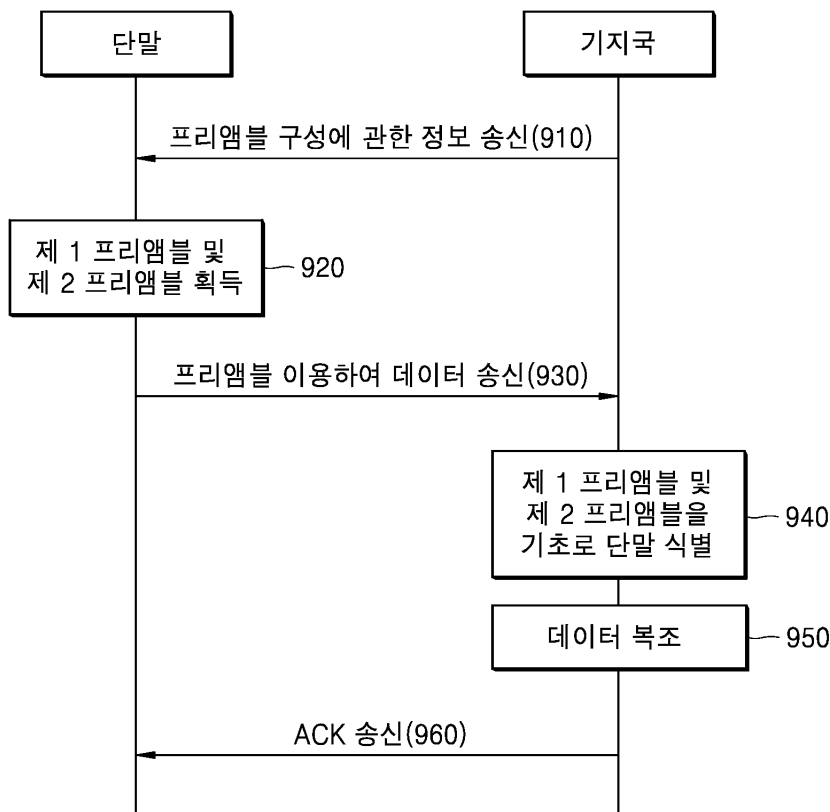 단말
기지국
프리앰블 구성에 관한 정보 송신(910)
제 1 프리앰블 및
제 2 프리앰블 획득
920
프리앰블 이용하여 데이터 송신(930)
제 1 프리앰블 및
제 2 프리앰블을
기초로 단말 식별
940
데이터 복조
950
ACK 송신(960)